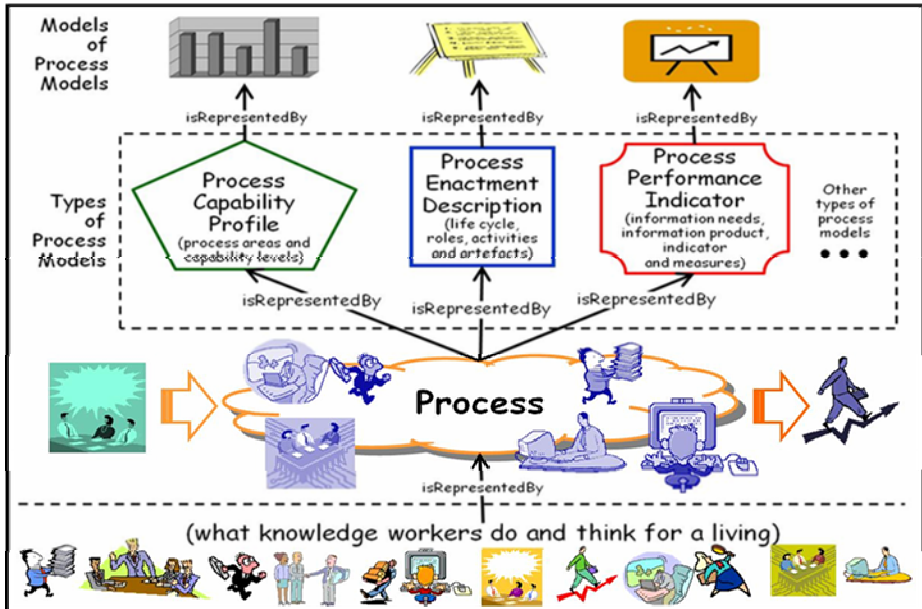 Models
of
Process
Models
isRepresentedBy
isRepresentedBy
isRepresentedBy
Types
of
Process
Models
Process
Capability
Profile
(process areas and
capability levels)
Process
Enactment
Description
(life cycle,
roles, activities
and artefacts)
Process
Performance
Indicator
(information needs,
information product,
indicator
and measures)
Other
types of
process
models
isRepresentedBy
isRepresentedBy
isRepresentedBy
Process
isRepresentedBy
(what knowledge workers do and think for a living)